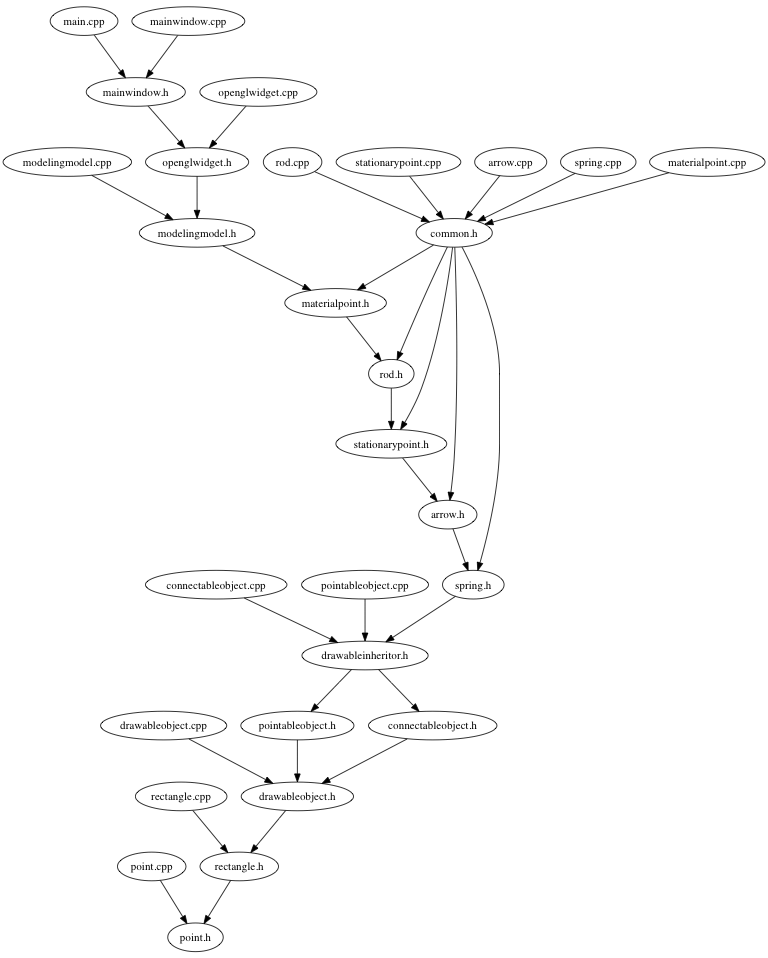 main.cpp
mainwindow.cpp
mainwindow.h
openglwidget.cpp
modelingmodel.cpp
openglwidget.h
rod.cpp
stationarypoint.cpp
arrow.cpp
spring.cpp
materialpoint.cpp
modelingmodel.h
common.h
materialpoint.h
rod.h
stationarypoint.h
arrow.h
connectableobject.cpp
pointableobject.cpp
spring.h
drawableinheritor.h
drawableobject.cpp
pointableobject.h
connectableobject.h
rectangle.cpp
drawableobject.h
point.cpp
rectangle.h
point.h